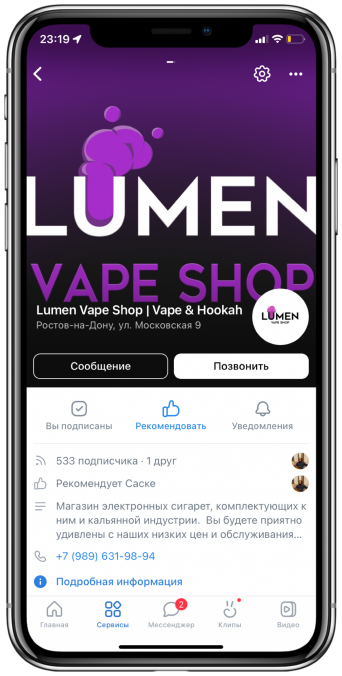 23:19
LUMEN
VAPE SHOP
Lumen Vape Shop | Vape & Hookah
Ростов-на-Дону, ул. Московская 9
LUMEN
VAPE SHOP
Сообщение
Позвонить
Вы подписаны
Рекомендовать
Уведомления
533 подписчика · 1 друг
Рекомендует Саске
Магазин электронных сигарет, комплектующих к
ним и кальянной индустрии. Вы будете приятно
удивлены с наших низких цен и обслуживания...
+7 (989) 631-98-94
Подробная информация
2
Главная
Сервисы
Мессенджер
Клипы
Видео